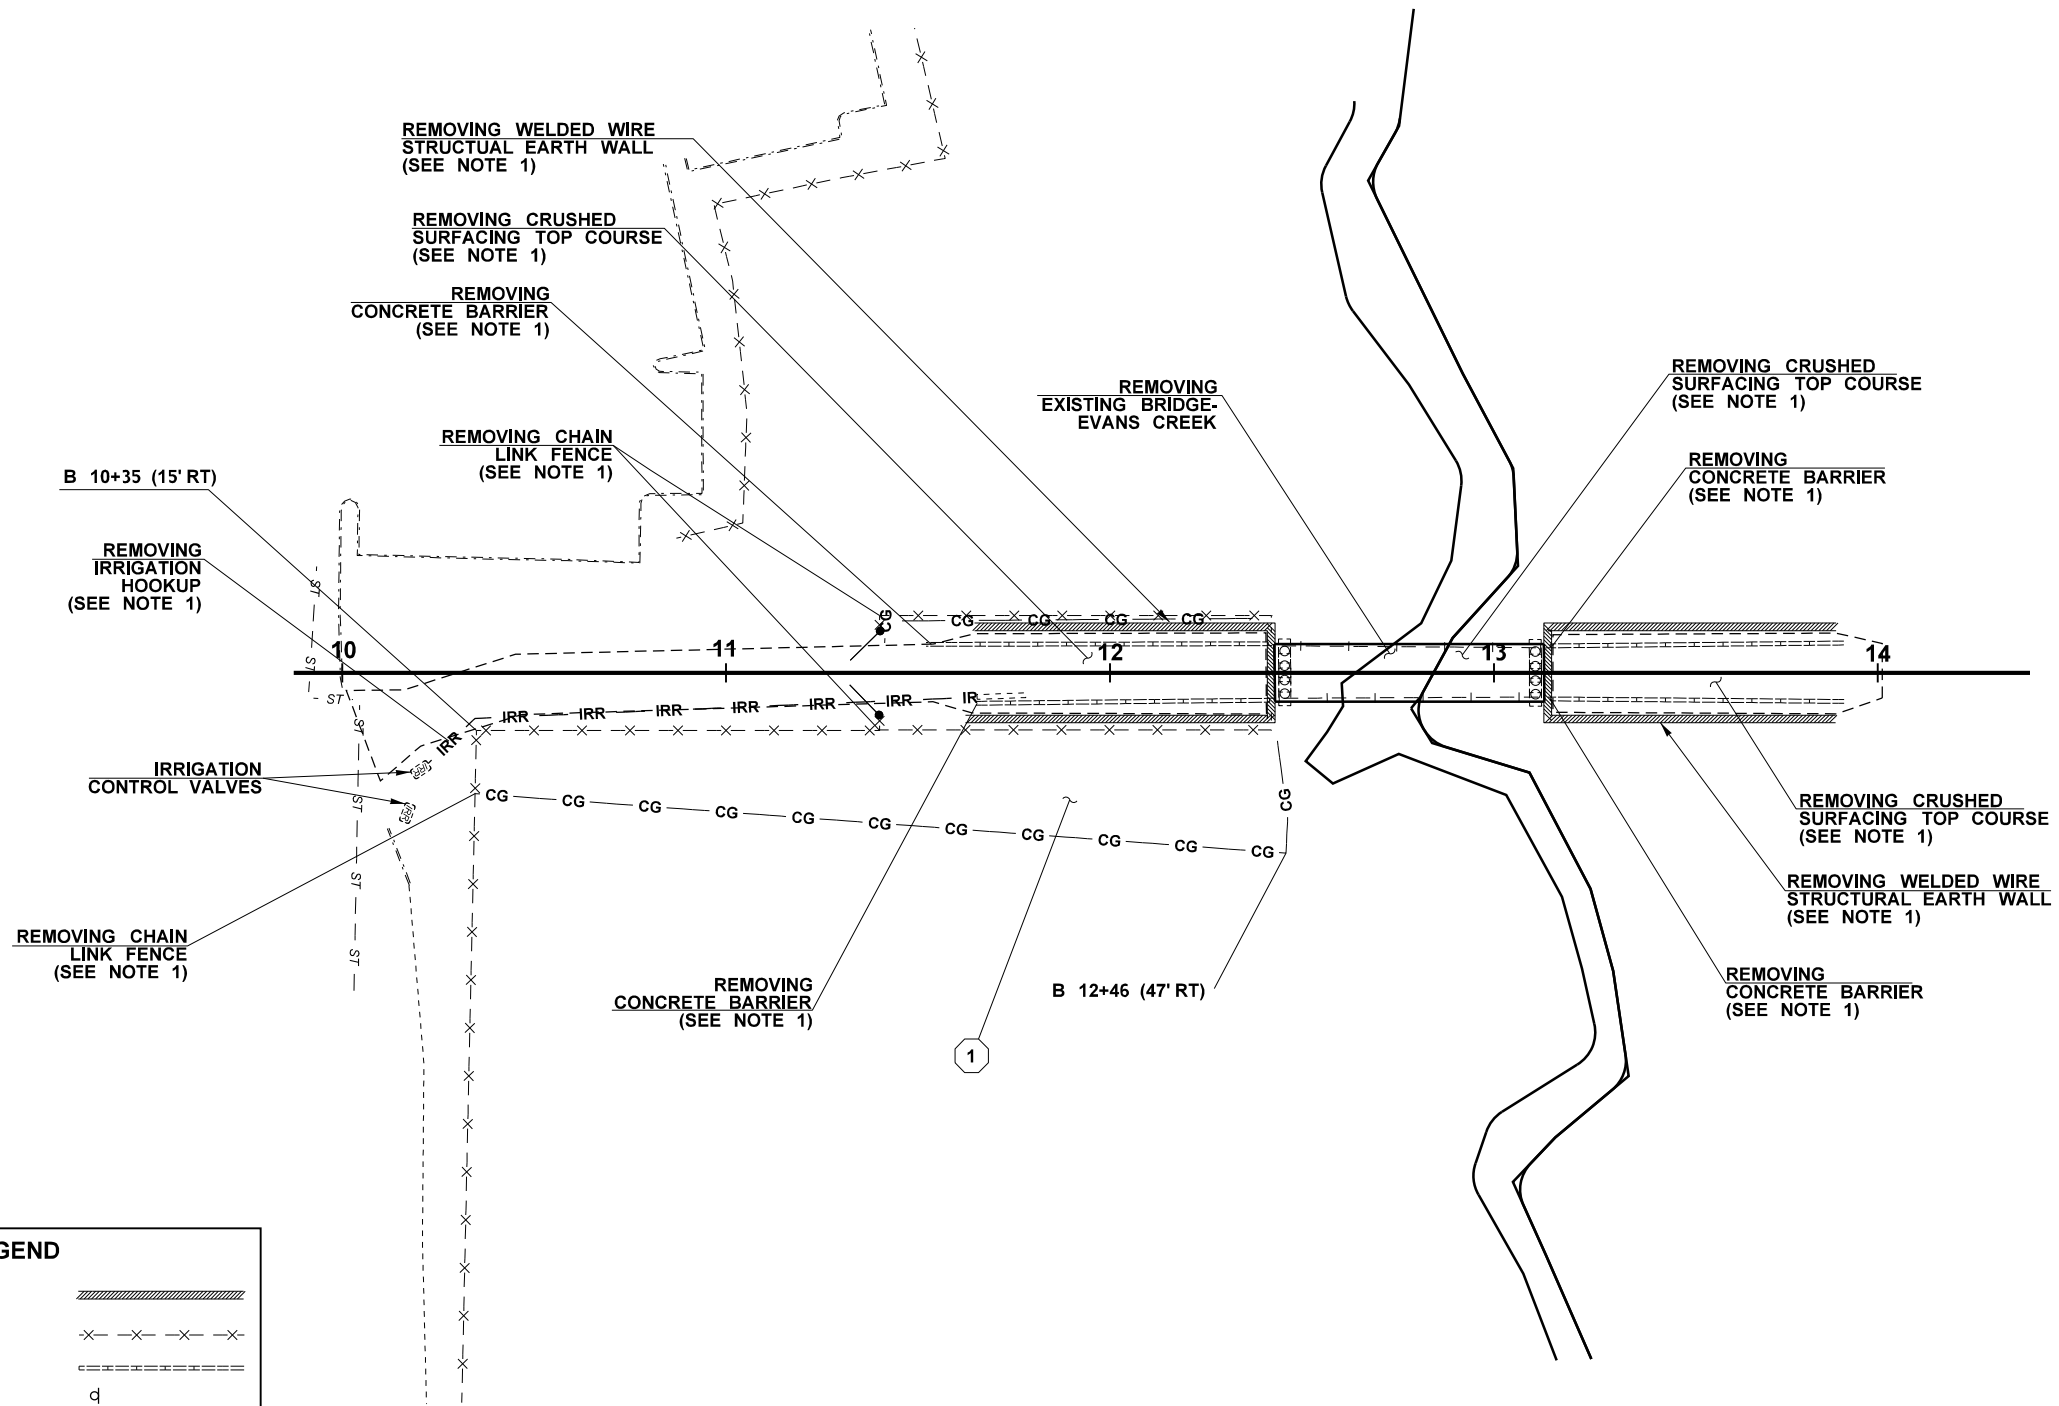 REMOVING WELDED WIRE
STRUCTUAL EARTH WALL
(SEE NOTE 1)
REMOVING CRUSHED
SURFACING TOP COURSE
(SEE NOTE 1)
REMOVING
CONCRETE BARRIER
(SEE NOTE 1)
REMOVING CHAIN
LINK FENCE
(SEE NOTE 1)
REMOVING
EXISTING BRIDGE-
EVANS CREEK
REMOVING CRUSHED
SURFACING TOP COURSE
(SEE NOTE 1)
REMOVING
CONCRETE BARRIER
(SEE NOTE 1)
B 10+35 (15' RT)
REMOVING
IRRIGATION
HOOKUP
(SEE NOTE 1)
ST
ST
ST
CG
CG CG CG CG
10 11 12 13 14
IRR IRR IRR IRR IRR IRR IR
IRR
IRRIGATION
CONTROL VALVES
IRR
IRR
ST
ST
ST
ST
CG CG CG CG CG CG CG CG CG CG CG
CG
REMOVING CRUSHED
SURFACING TOP COURSE
(SEE NOTE 1)
REMOVING WELDED WIRE
STRUCTURAL EARTH WALL
(SEE NOTE 1)
REMOVING CHAIN
LINK FENCE
(SEE NOTE 1)
REMOVING
CONCRETE BARRIER
(SEE NOTE 1)
B 12+46 (47' RT)
REMOVING
CONCRETE BARRIER
(SEE NOTE 1)
1
GEND